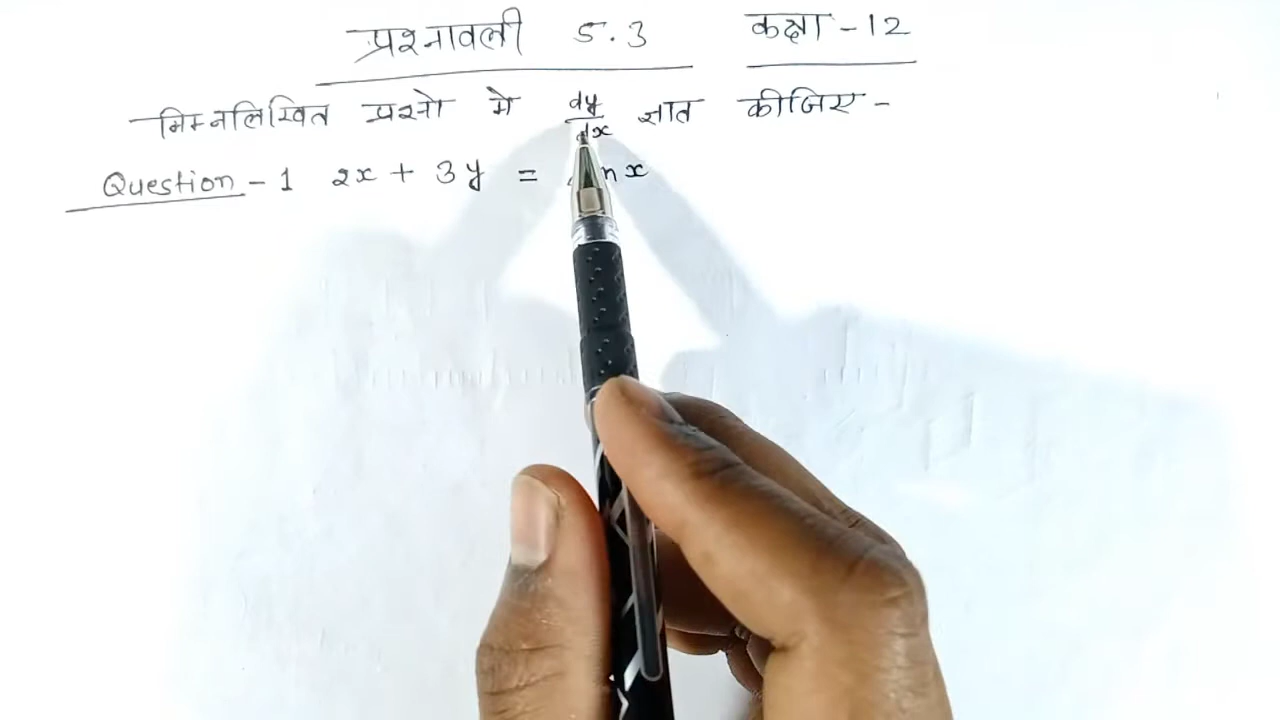 प्रश्नावली 5.3 कक्षा - 12
निम्नलिखित प्रश्नो मे dy/dx ज्ञात कीजिए -
Question - 1 2x + 3y = x